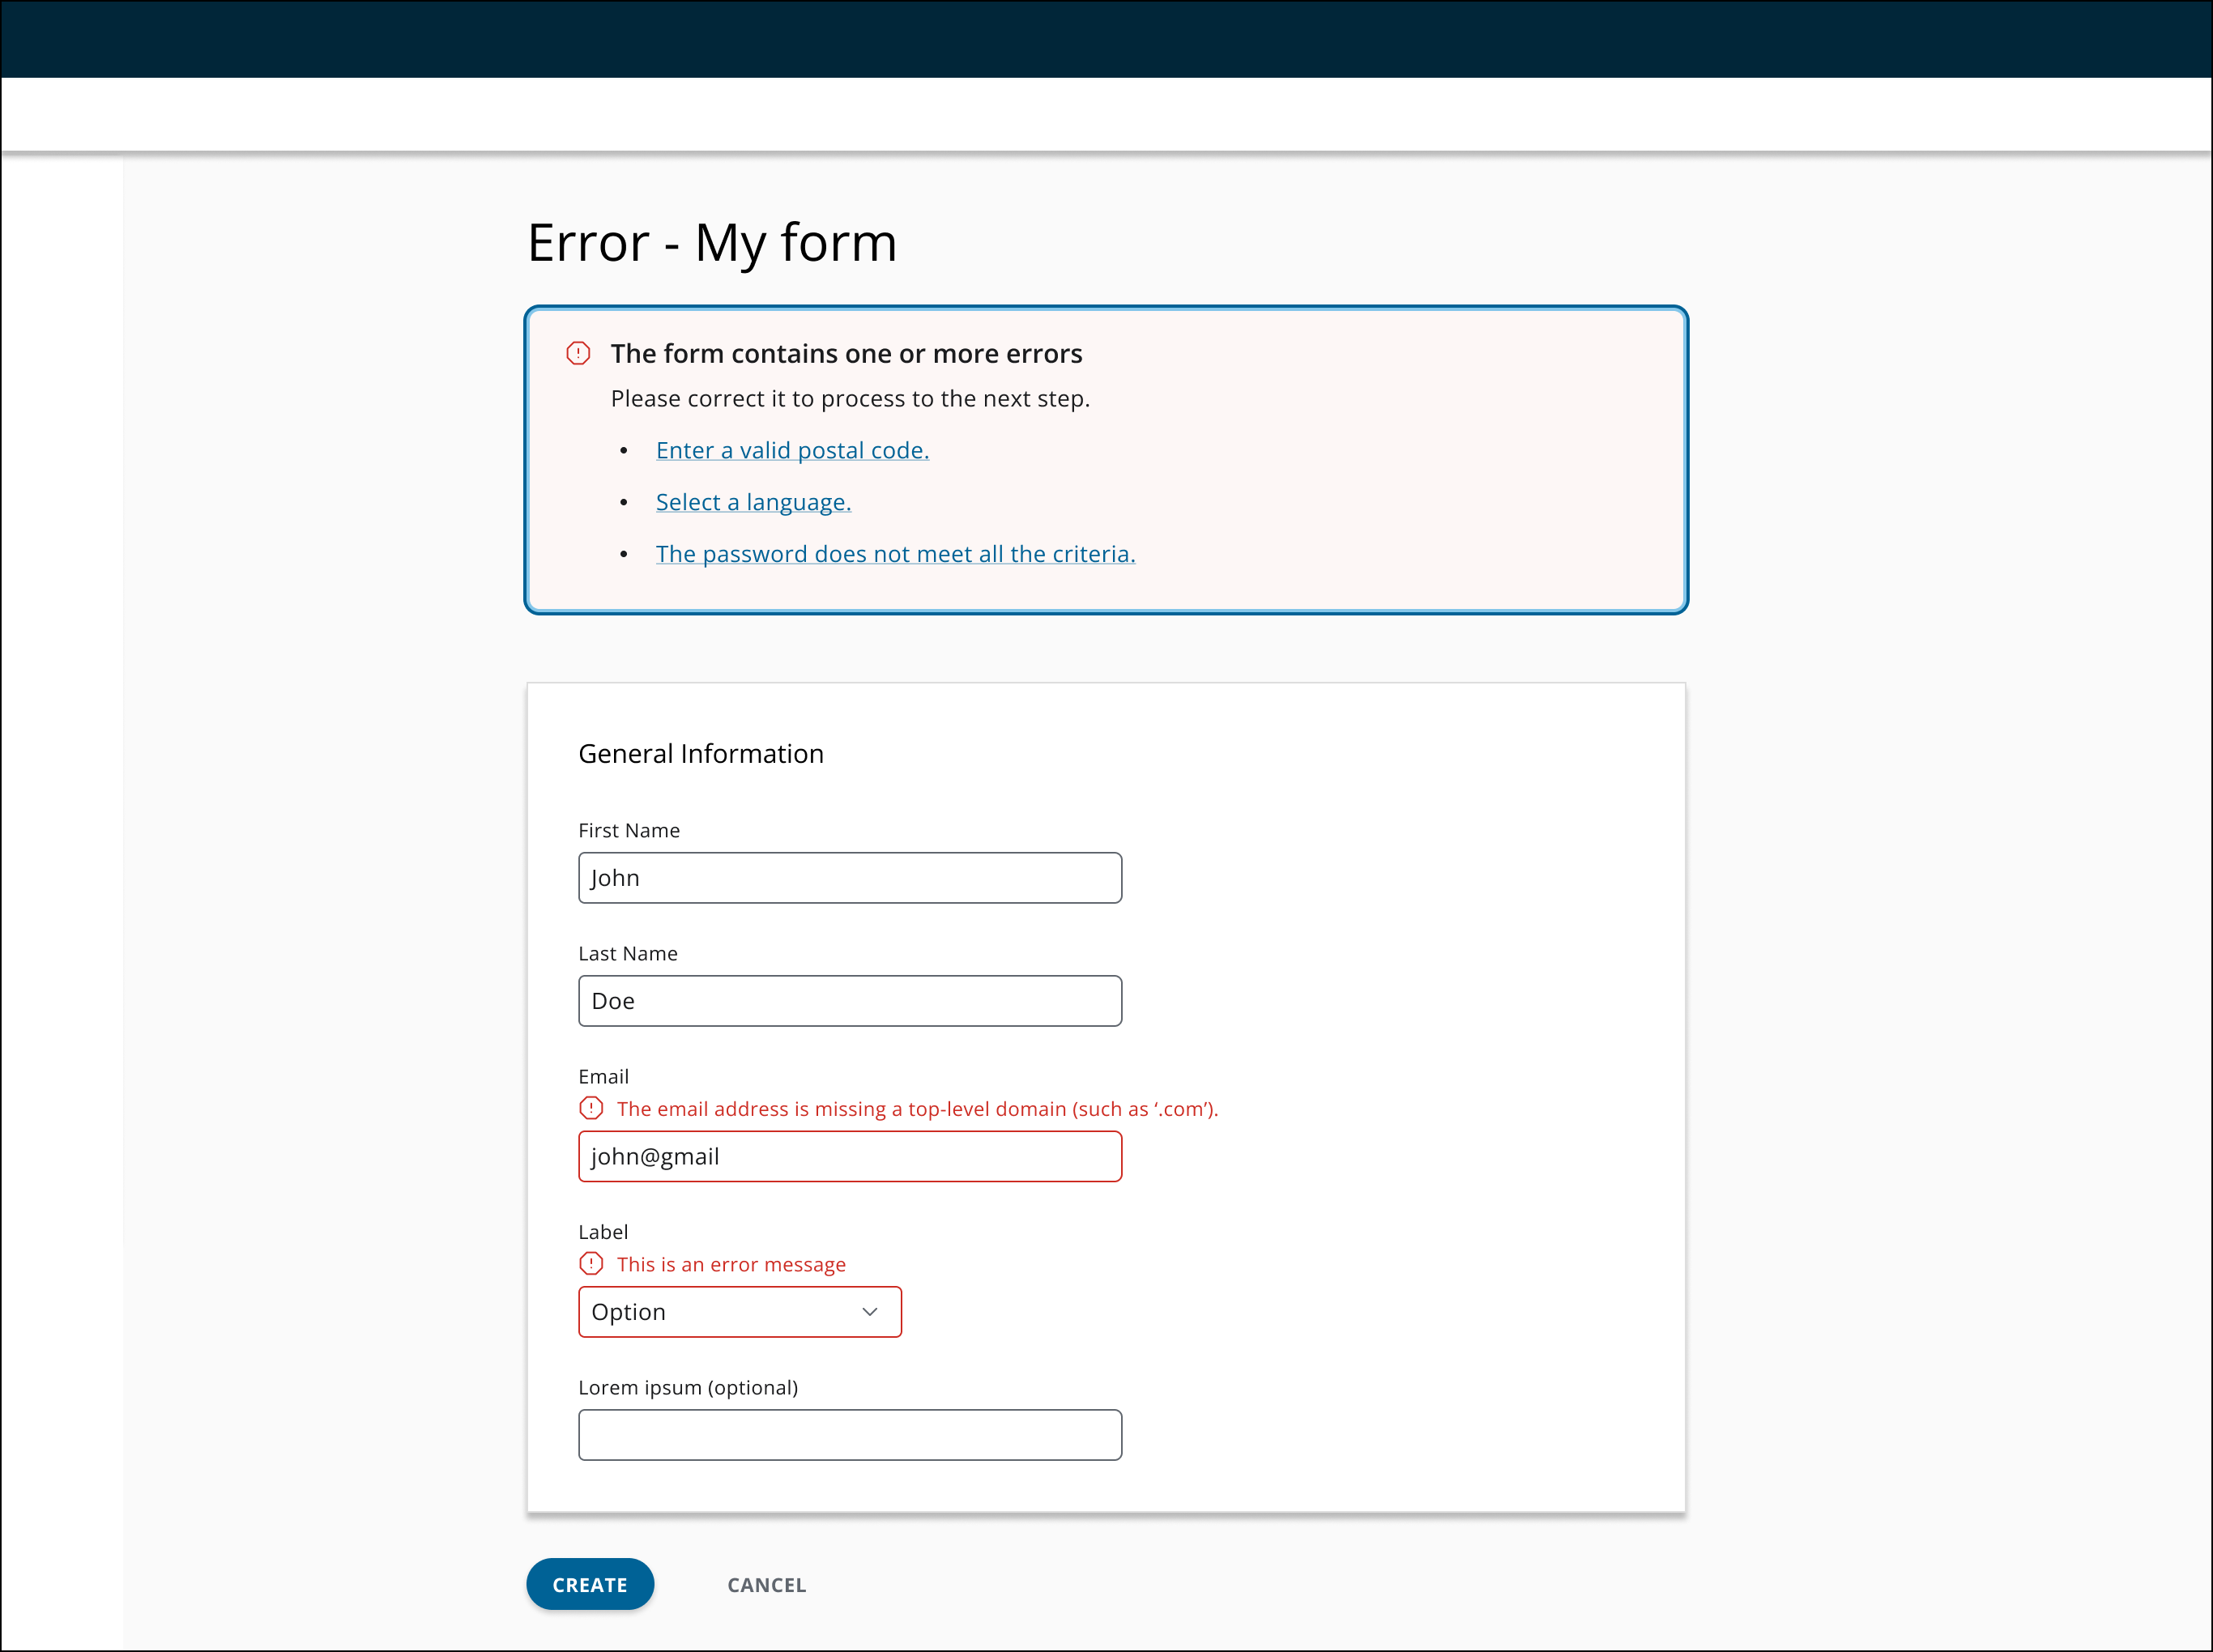 Error - My form
The form contains one or more errors
Please correct it to process to the next step.
• Enter a valid postal code.
• Select a language.
• The password does not meet all the criteria.
General Information
First Name
John
Last Name
Doe
Email
The email address is missing a top-level domain (such as ‘.com’).
john@gmail
Label
This is an error message
Option
Lorem ipsum (optional)
CREATE CANCEL